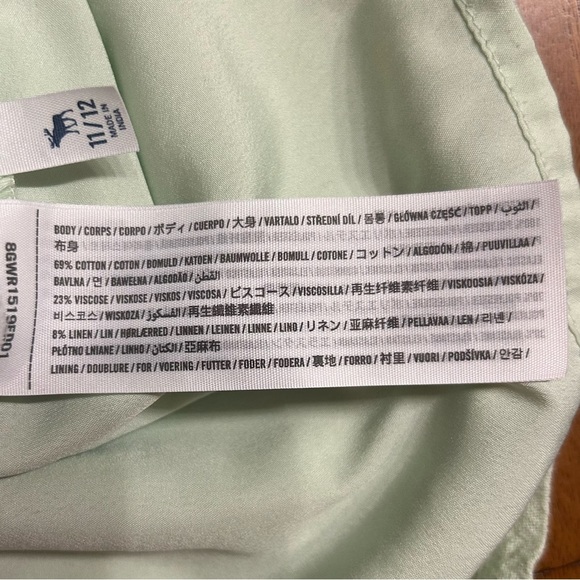 11 / 12
MADE IN
INDIA
BODY / CORPS / CORPO / ボディ / CUERPO / 大身 / VARTALO / STŘEDNÍ DÍL / 몸통 / GŁÓWNA CZĘŚĆ / TOPP / الثوب /
布身
69% COTTON / COTON / BOMULD / KATOEN / BAUMWOLLE / BOMULL / COTONE / コットン / ALGODÓN / 棉 / PUUVILLAA /
BAVLNA / 면 / BAWEŁNA / ALGODÃO / القطن /
23% VISCOSE / VISKOSE / VISKOS / VISCOSA / ビスコース / VISCOSILLA / 再生纤维素纤维 / VISKOOSIA / VISKÓZA
/ 비스코스 / WISKOZA / الفسكوز / 再生纖維素纖維
8% LINEN / LIN / HØRLÆRRED / LINNEN / LEINEN / LINNE / LINO / リネン / 亚麻纤维 / PELLAVAA / LEN / 리넨 /
PŁÓTNO LNIANE / LINHO / الكتان / 亞麻布
LINING / DOUBLURE / FOR / VOERING / FUTTER / FODER / FODERA / 裏地 / FORRO / 衬里 / VUORI / PODŠÍVKA / 안감 /